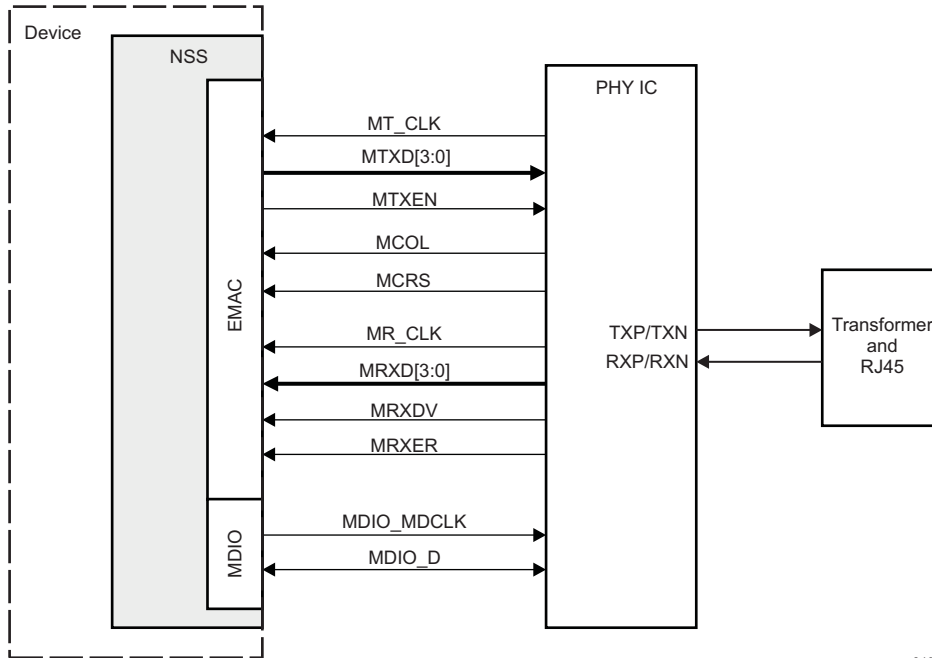 Device
NSS
PHY IC
MT_CLK
MTXD[3:0]
MTXEN
MCOL
MCRS
EMAC
MR_CLK
MRXD[3:0]
MRXDV
MRXER
TXP/TXN
RXP/RXN
Transformer
and
RJ45
MDIO
MDIO_MDCLK
MDIO_D